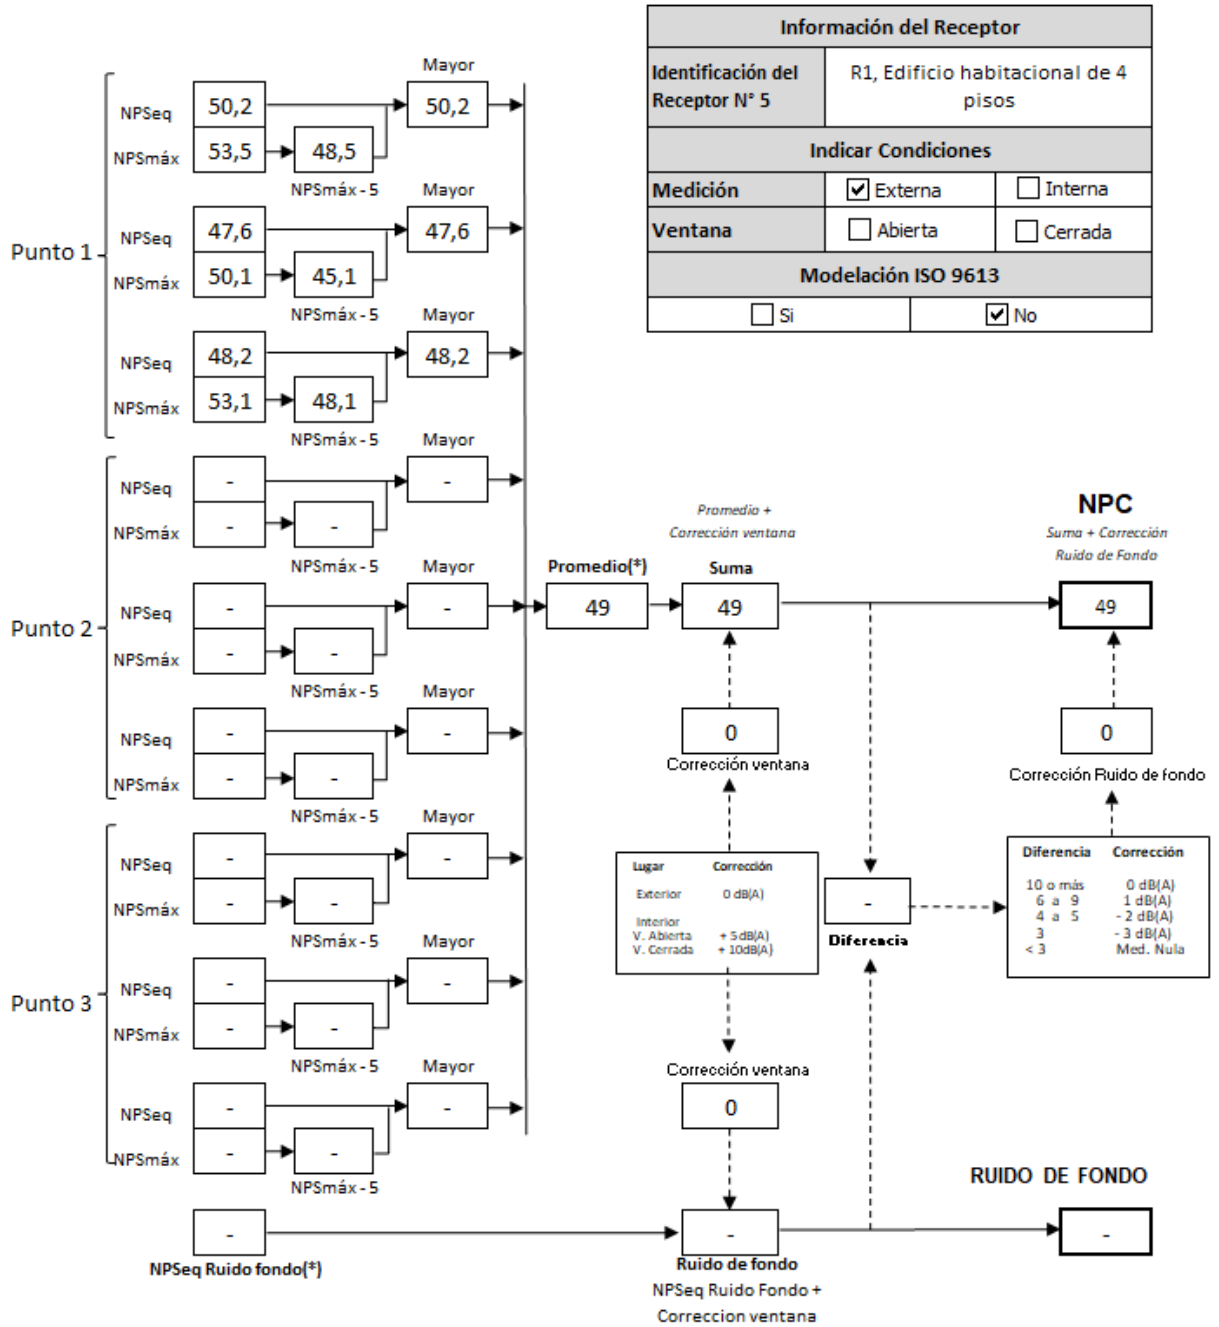 Información del Receptor
Identificación del Receptor N° 5
R1, Edificio habitacional de 4 pisos
Indicar Condiciones
Medición
Externa
Interna
Ventana
Abierta
Cerrada
Modelación ISO 9613
Si
No
Punto 1
Mayor
NPSeq
50,2
50,2
NPSmáx
53,5
48,5
NPSmáx - 5
Mayor
NPSeq
47,6
47,6
NPSmáx
50,1
45,1
NPSmáx - 5
Mayor
NPSeq
48,2
48,2
NPSmáx
53,1
48,1
NPSmáx - 5
Punto 2
Mayor
NPSeq
-
-
NPSmáx
-
-
NPSmáx - 5
Mayor
NPSeq
-
-
NPSmáx
-
-
NPSmáx - 5
Mayor
NPSeq
-
-
NPSmáx
-
-
NPSmáx - 5
Punto 3
Mayor
NPSeq
-
-
NPSmáx
-
-
NPSmáx - 5
Mayor
NPSeq
-
-
NPSmáx
-
-
NPSmáx - 5
Mayor
NPSeq
-
-
NPSmáx
-
-
NPSmáx - 5
-
NPSeq Ruido fondo(*)
Promedio(*)
49
Promedio +
Corrección ventana
Suma
49
0
Corrección ventana
Lugar Corrección
Exterior 0 dB(A)
Interior
V. Abierta + 5 dB(A)
V. Cerrada + 10dB(A)
Corrección ventana
0
-
Ruido de fondo
NPSeq Ruido Fondo +
Correccion ventana
-
Diferencia
NPC
Suma + Corrección
Ruido de Fondo
49
0
Corrección Ruido de fondo
Diferencia Corrección
10 o más 0 dB(A)
6 a 9 1 dB(A)
4 a 5 - 2 dB(A)
3 - 3 dB(A)
< 3 Med. Nula
RUIDO DE FONDO
-